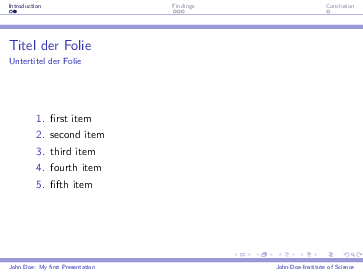 Introduction Findings Conclusion
Titel der Folie
Untertitel der Folie
1. first item
2. second item
3. third item
4. fourth item
5. fifth item
John Doe: My first Presentation John-Doe-Institute of Science